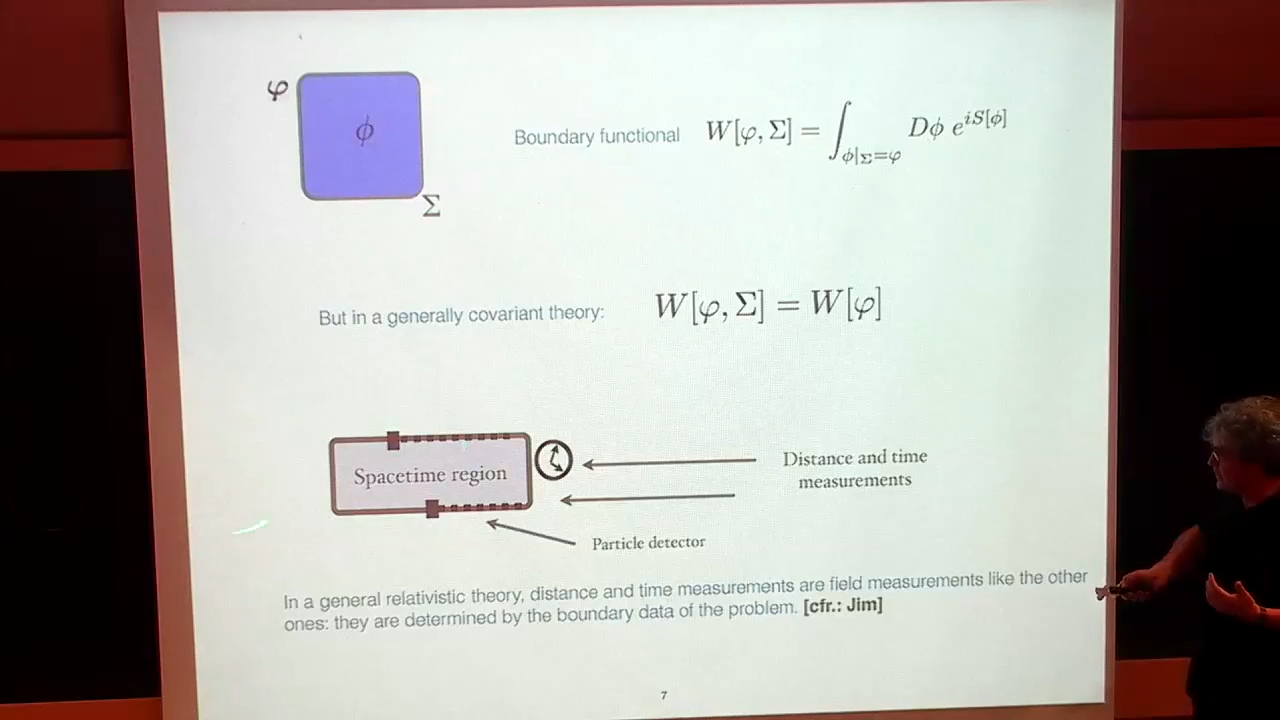 φ
ϕ
Σ
Boundary functional W[φ, Σ] = ∫_{ϕ|_Σ=φ} Dϕ e^{iS[ϕ]}
But in a generally covariant theory: W[φ, Σ] = W[φ]
Spacetime region
Distance and time
measurements
Particle detector
In a general relativistic theory, distance and time measurements are field measurements like the other
ones: they are determined by the boundary data of the problem. [cfr.: Jim]
7